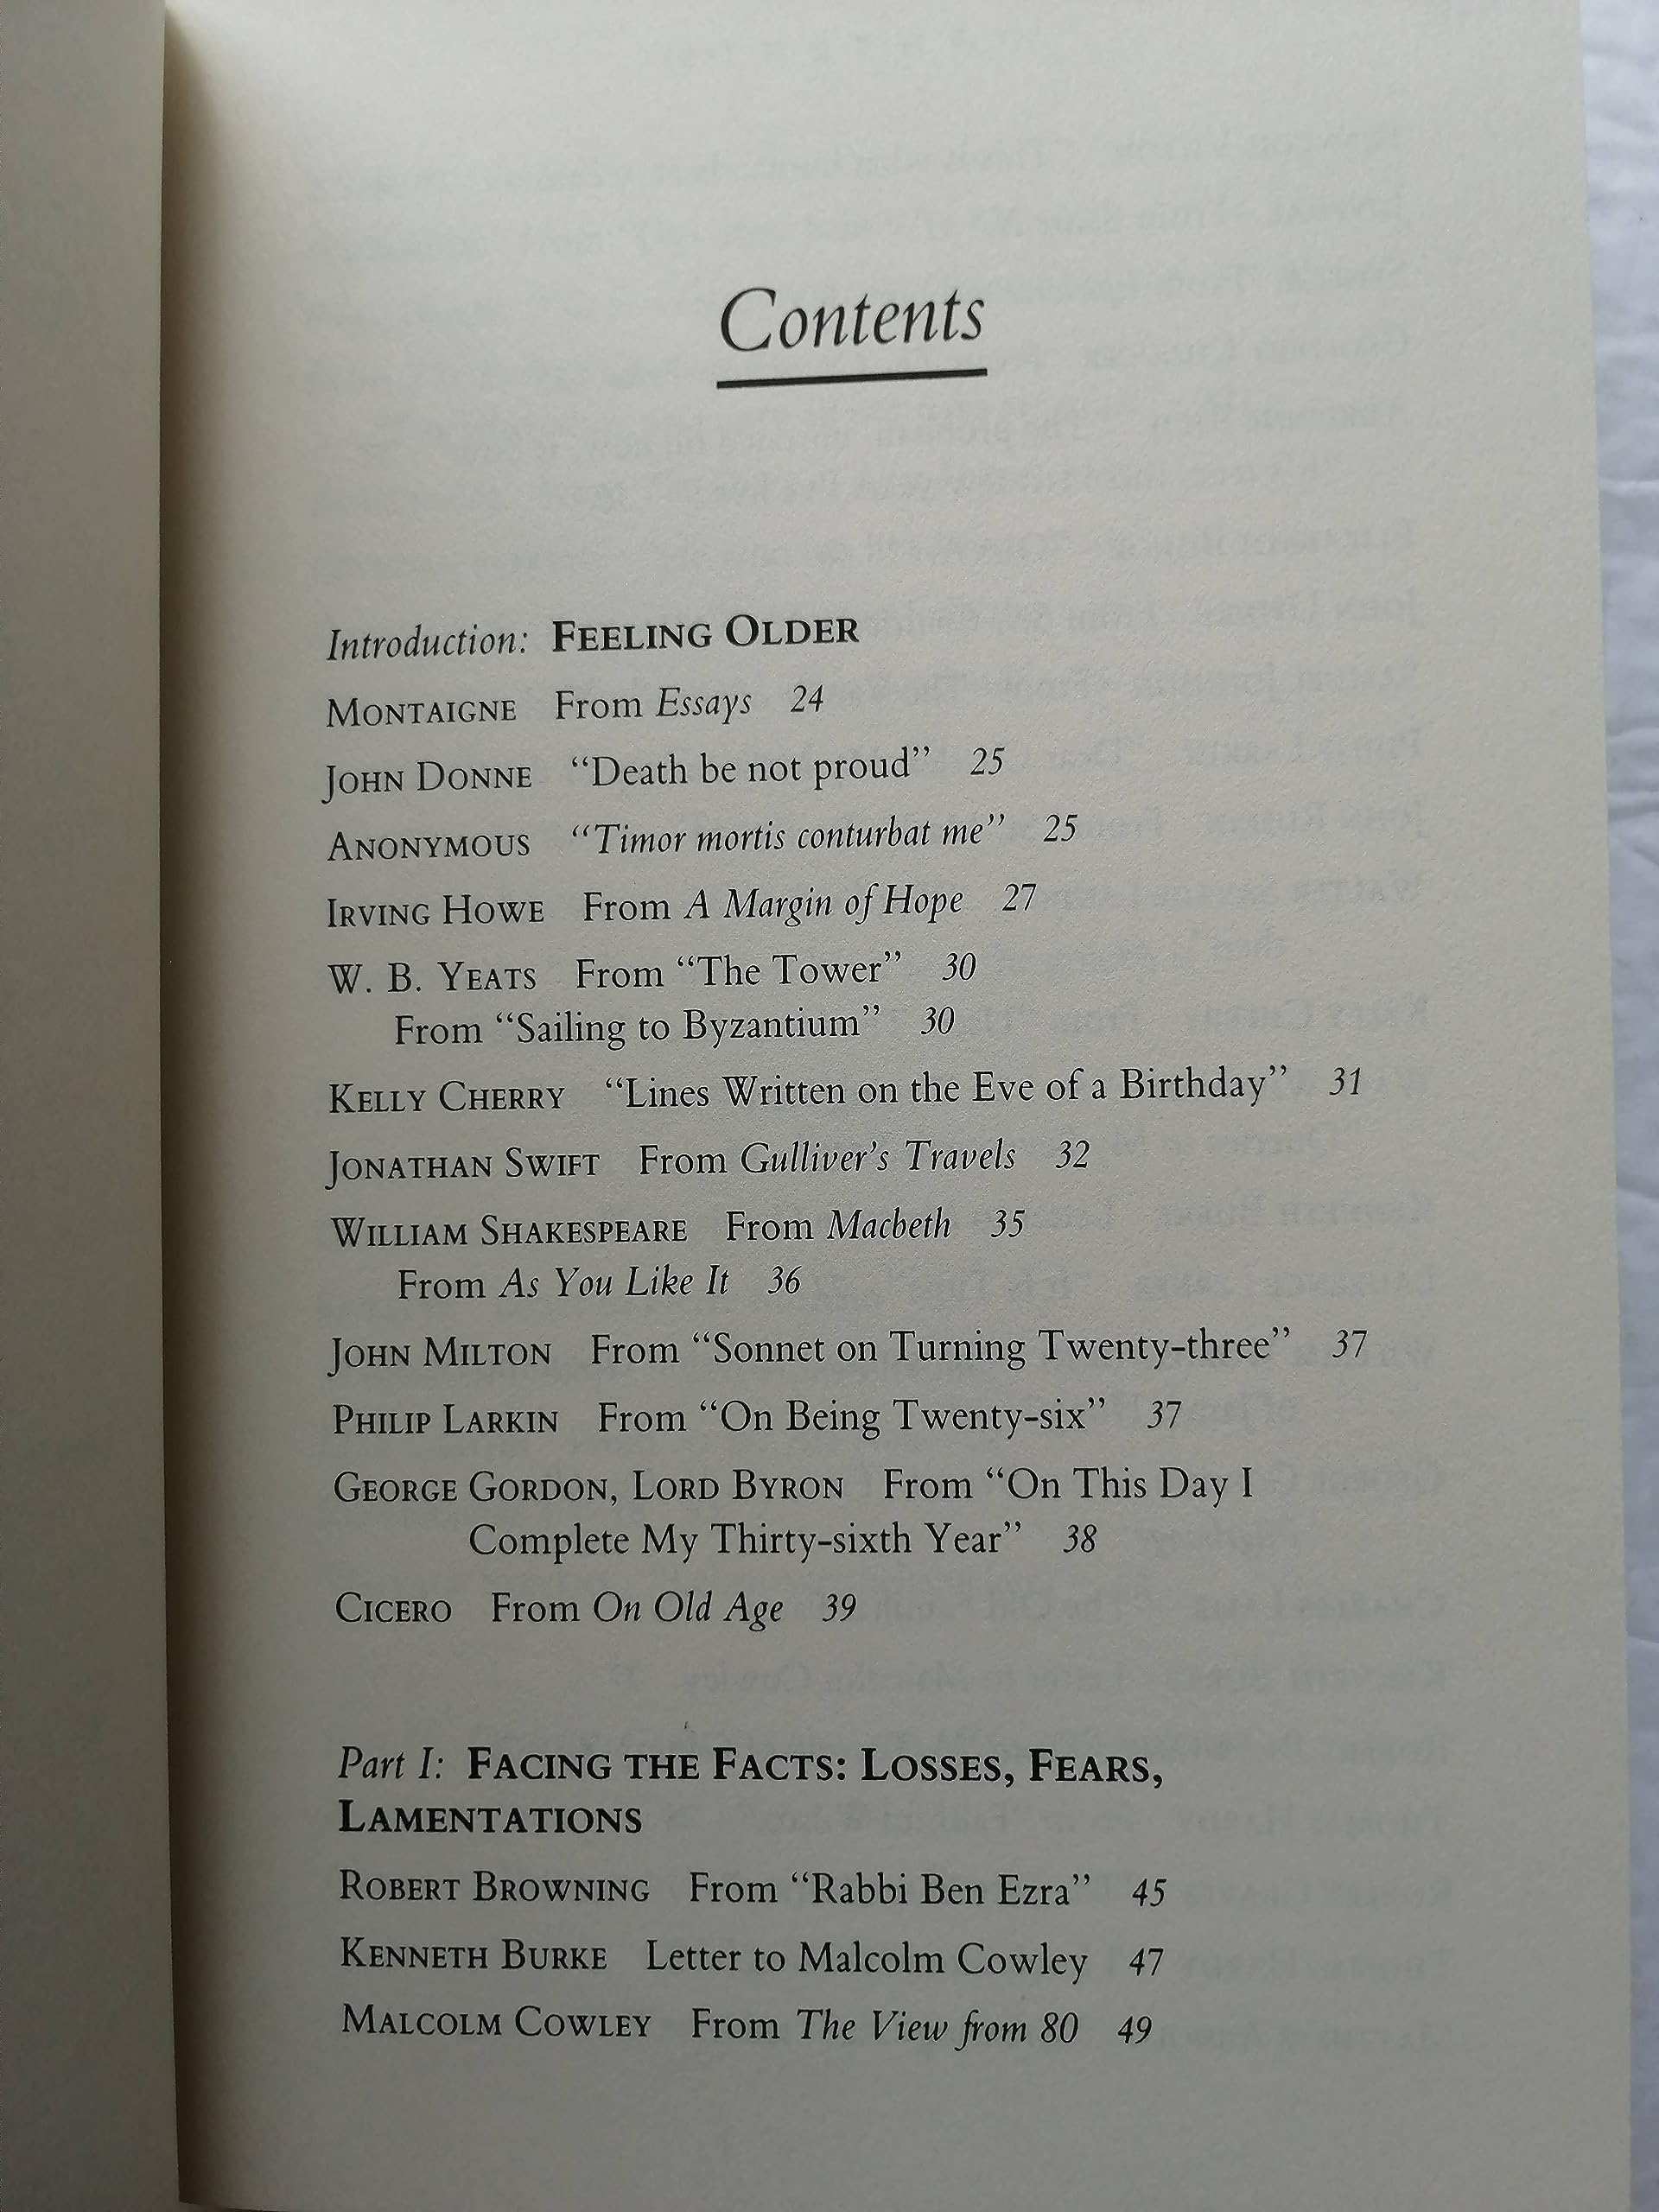 Contents
Introduction: FEELING OLDER
MONTAIGNE From Essays 24
JOHN DONNE “Death be not proud” 25
ANONYMOUS “Timor mortis conturbat me” 25
IRVING HOWE From A Margin of Hope 27
W. B. YEATS From “The Tower” 30
From “Sailing to Byzantium” 30
KELLY CHERRY “Lines Written on the Eve of a Birthday” 31
JONATHAN SWIFT From Gulliver’s Travels 32
WILLIAM SHAKESPEARE From Macbeth 35
From As You Like It 36
JOHN MILTON From “Sonnet on Turning Twenty-three” 37
PHILIP LARKIN From “On Being Twenty-six” 37
GEORGE GORDON, LORD BYRON From “On This Day I
Complete My Thirty-sixth Year” 38
CICERO From On Old Age 39
Part I: FACING THE FACTS: LOSSES, FEARS,
LAMENTATIONS
ROBERT BROWNING From “Rabbi Ben Ezra” 45
KENNETH BURKE Letter to Malcolm Cowley 47
MALCOLM COWLEY From The View from 80 49